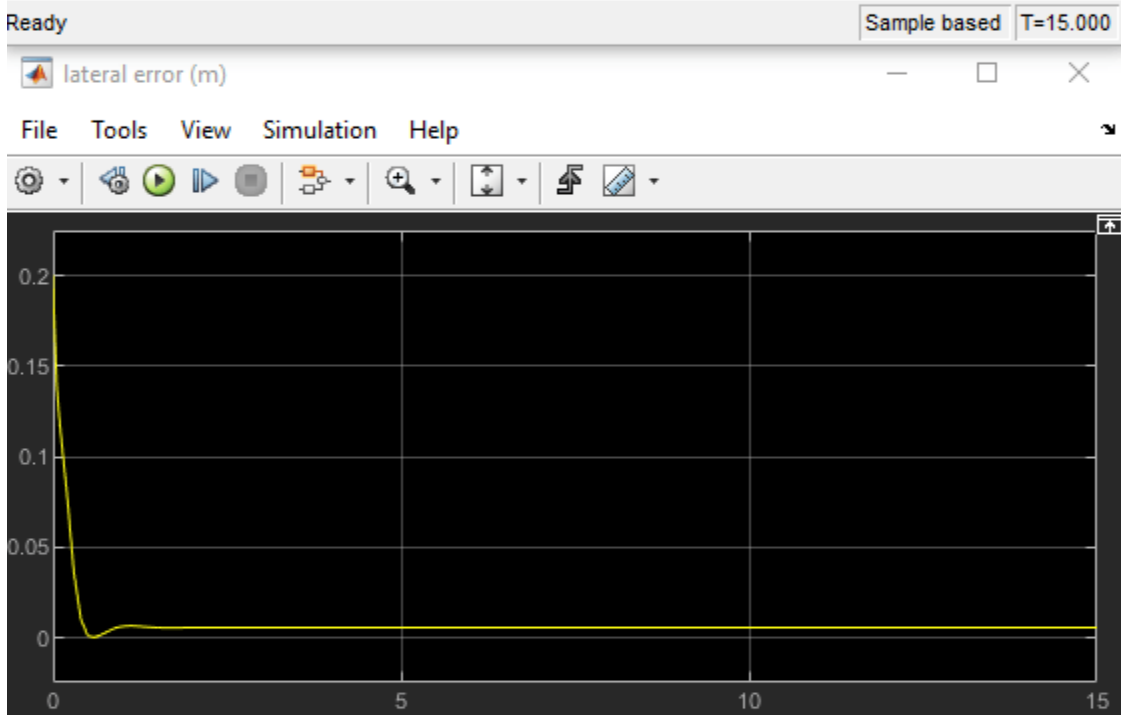 Ready Sample based T=15.000
lateral error (m)
File Tools View Simulation Help
0.2
0.15
0.1
0.05
0
0 5 10 15